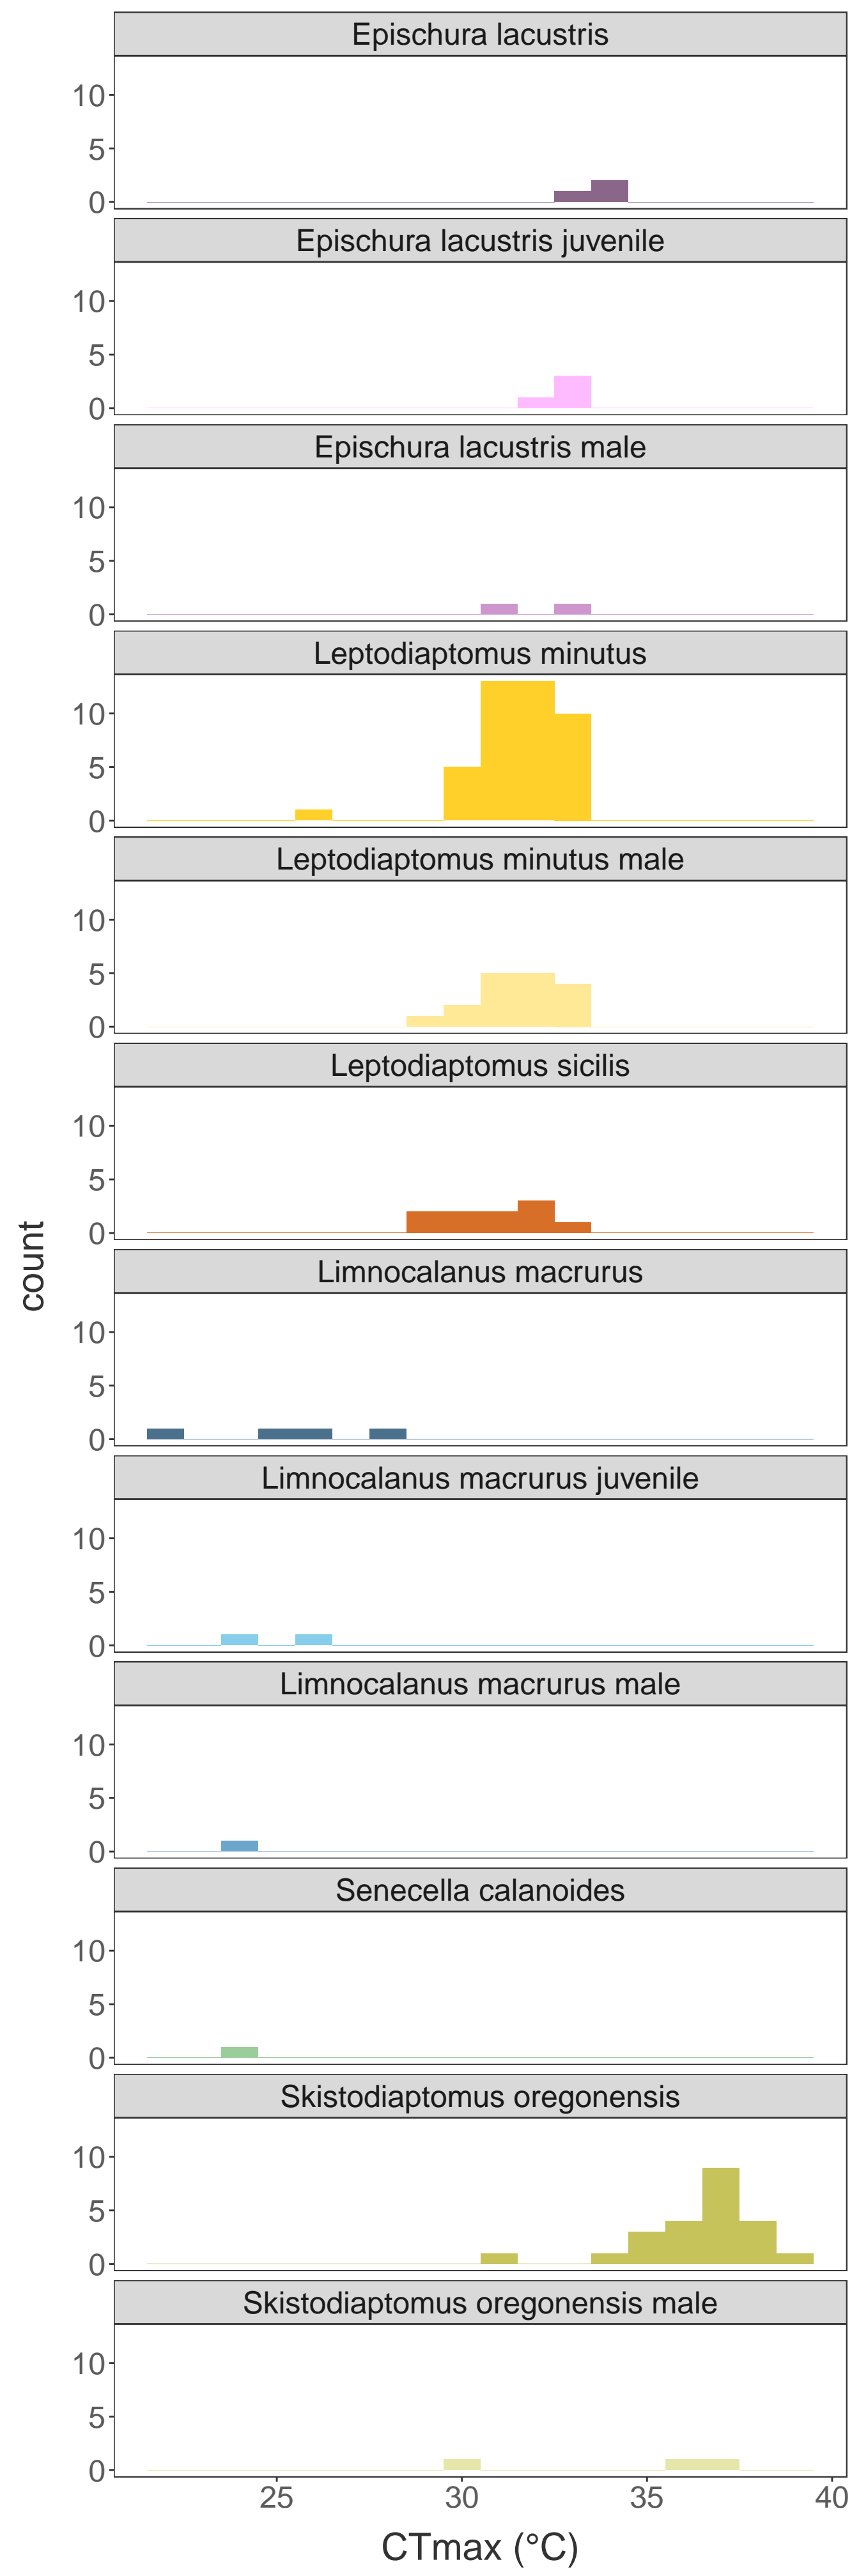 Epischura lacustris
10
5
0
Epischura lacustris juvenile
10
5
0
Epischura lacustris male
10
5
0
Leptodiaptomus minutus
10
5
0
Leptodiaptomus minutus male
10
5
0
Leptodiaptomus sicilis
10
5
0
count
Limnocalanus macrurus
10
5
0
Limnocalanus macrurus juvenile
10
5
0
Limnocalanus macrurus male
10
5
0
Senecella calanoides
10
5
0
Skistodiaptomus oregonensis
10
5
0
Skistodiaptomus oregonensis male
10
5
0
25 30 35 40
CTmax (°C)